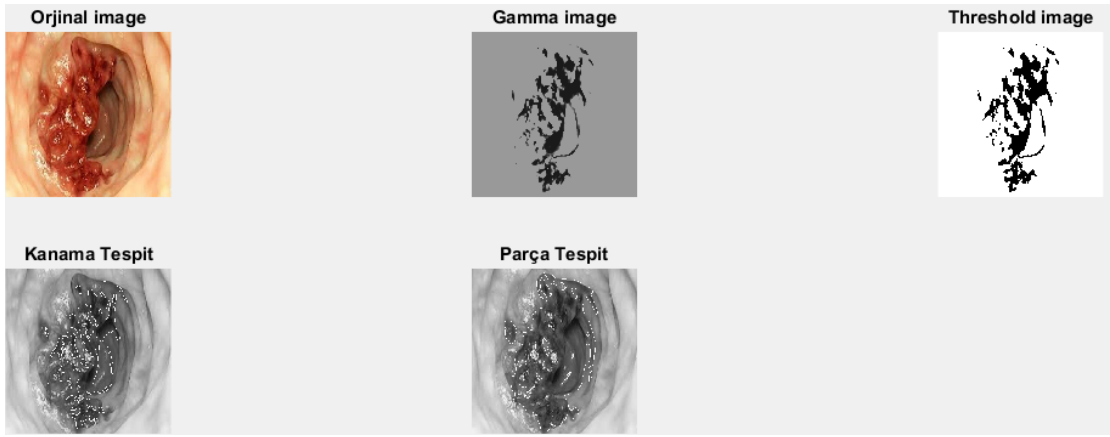 Orjinal image
Gamma image
Threshold image
Kanama Tespit
Parça Tespit